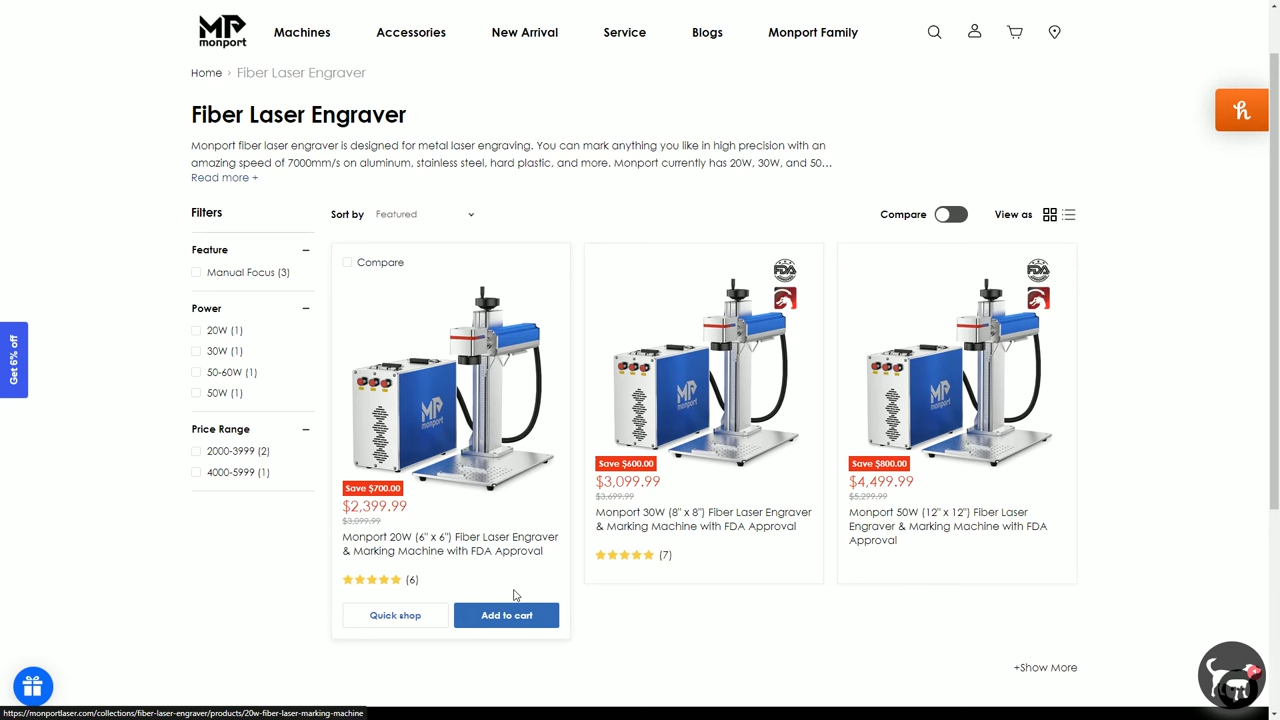 MP
monport
Machines
Accessories
New Arrival
Service
Blogs
Monport Family
Home › Fiber Laser Engraver
Fiber Laser Engraver
Monport fiber laser engraver is designed for metal laser engraving. You can mark anything you like in high precision with an
amazing speed of 7000mm/s on aluminum, stainless steel, hard plastic, and more. Monport currently has 20W, 30W, and 50...
Read more +
Filters
Sort by Featured
Compare
View as
Feature
Manual Focus (3)
Power
20W (1)
30W (1)
50-60W (1)
50W (1)
Price Range
2000-3999 (2)
4000-5999 (1)
Get 6% off
Compare
MP
monport
Save $700.00
$2,399.99
$3,099.99
Monport 20W (6" x 6") Fiber Laser Engraver
& Marking Machine with FDA Approval
(6)
Quick shop
Add to cart
FDA
MP
monport
Save $600.00
$3,099.99
$3,699.99
Monport 30W (8" x 8") Fiber Laser Engraver
& Marking Machine with FDA Approval
(7)
FDA
MP
monport
Save $800.00
$4,499.99
$5,299.99
Monport 50W (12" x 12") Fiber Laser
Engraver & Marking Machine with FDA
Approval
+Show More
https://monportlaser.com/collections/fiber-laser-engraver/products/20w-fiber-laser-marking-machine